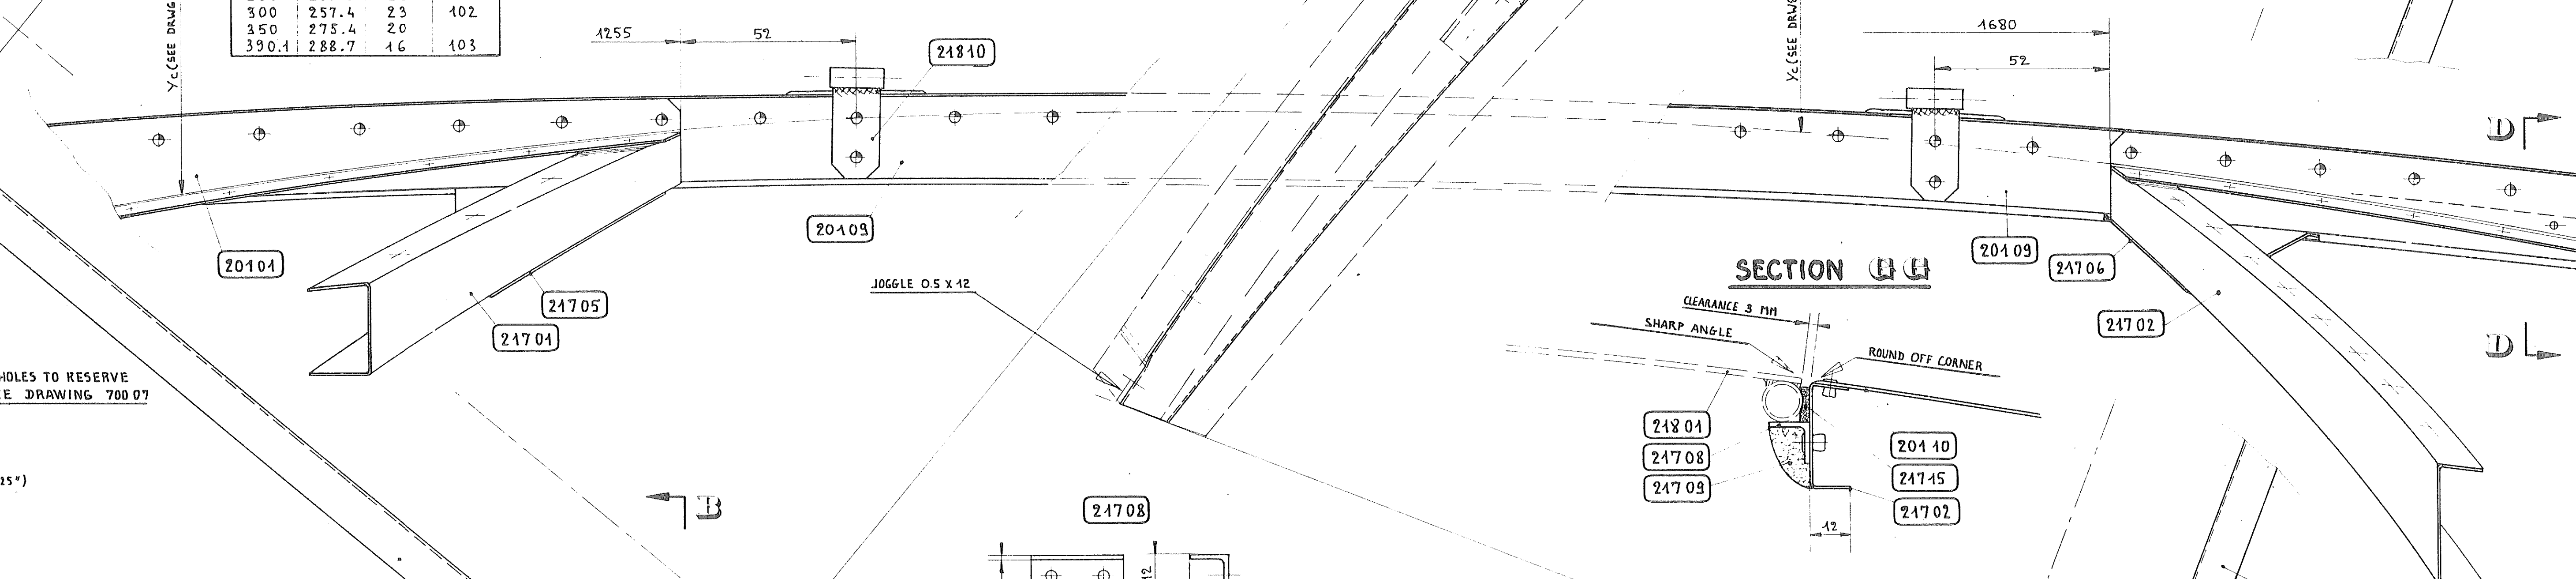 300 257.4 23 102
350 275.4 20
390.1 288.7 16 103
Yc (SEE DRWG
1255
52
21810
20101
20109
21705
21701
HOLES TO RESERVE
DRAWING 70007
25")
B
JOGGLE 0.5 X 12
21708
12
Yc (SEE DRWG
1680
52
D
20109
21706
21702
D
SECTION
CLEARANCE 3 MM
SHARP ANGLE
ROUND OFF CORNER
21801
21708
21709
20110
21715
21702
12